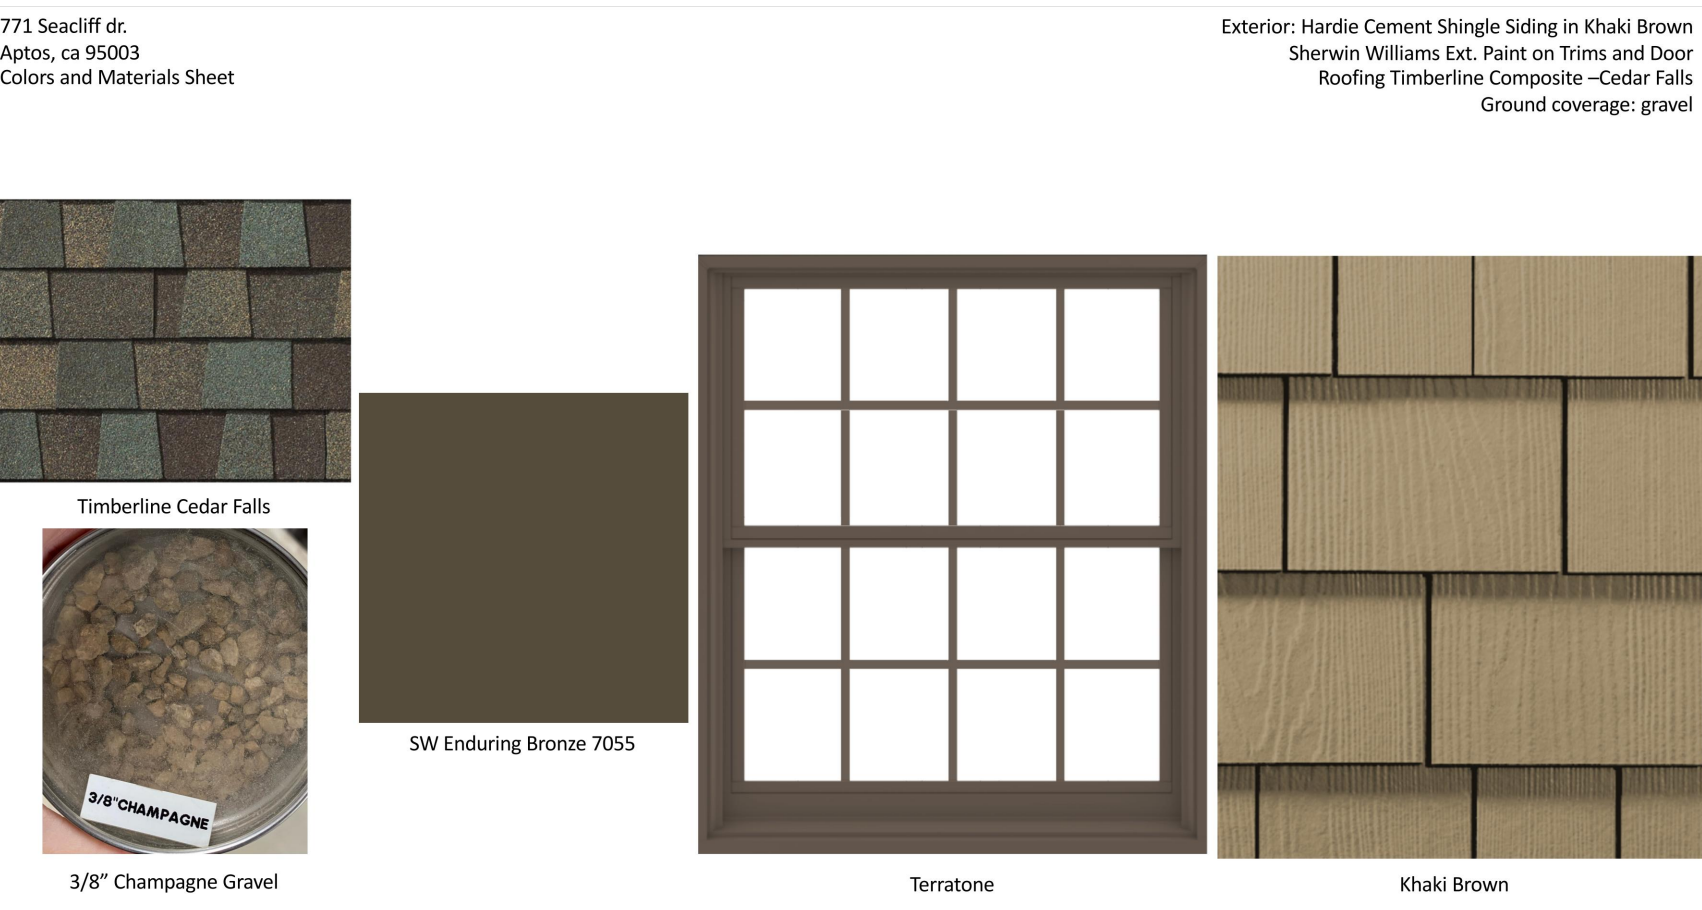 771 Seacliff dr.
Aptos, ca 95003
Colors and Materials Sheet
Exterior: Hardie Cement Shingle Siding in Khaki Brown
Sherwin Williams Ext. Paint on Trims and Door
Roofing Timberline Composite –Cedar Falls
Ground coverage: gravel
Timberline Cedar Falls
3/8"CHAMPAGNE
3/8” Champagne Gravel
SW Enduring Bronze 7055
Terratone
Khaki Brown